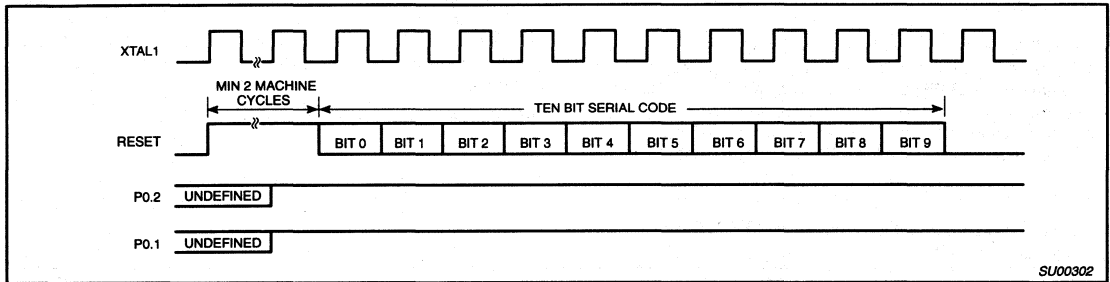 XTAL1
MIN 2 MACHINE
CYCLES
TEN BIT SERIAL CODE
RESET
BIT 0 BIT 1 BIT 2 BIT 3 BIT 4 BIT 5 BIT 6 BIT 7 BIT 8 BIT 9
P0.2 UNDEFINED
P0.1 UNDEFINED
SU00302